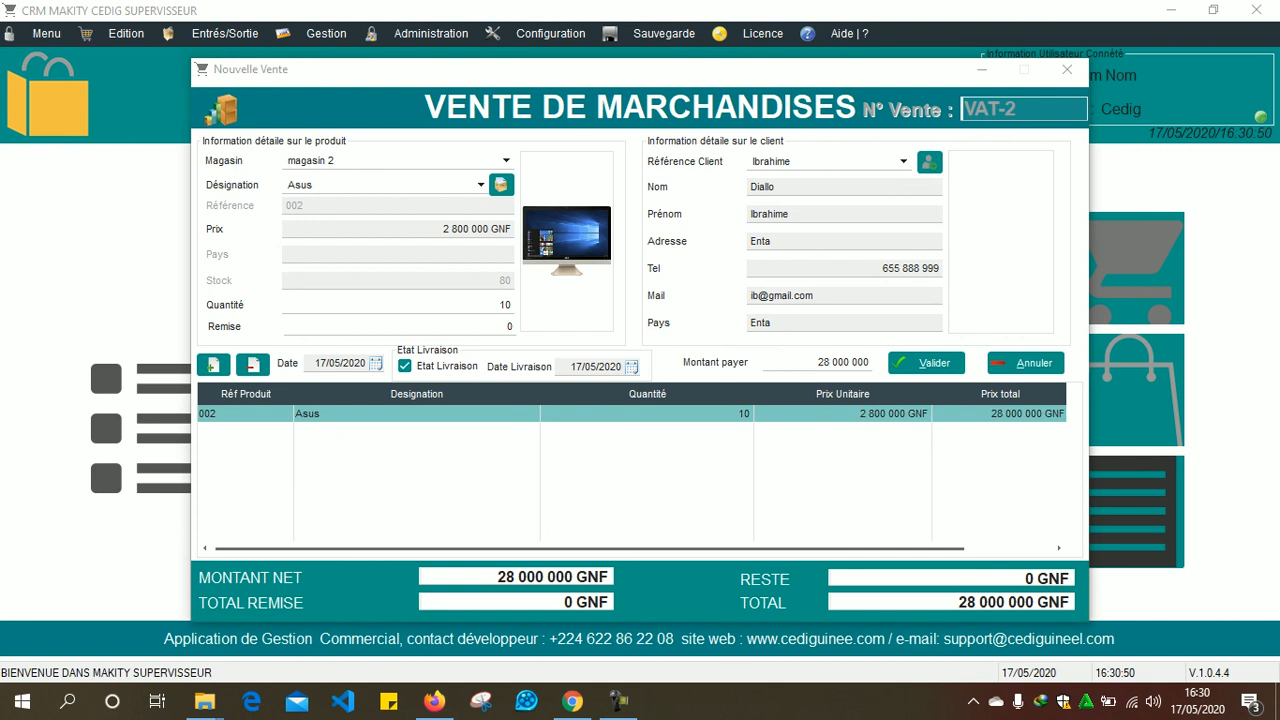 CRM MAKITY CEDIG SUPERVISSEUR
Menu Edition Entrés/Sortie Gestion Administration Configuration Sauvegarde Licence Aide | ?
Information Utilisateur Connété
Nom
Cedig
17/05/2020/16:30:50
Nouvelle Vente
VENTE DE MARCHANDISES N° Vente : VAT-2
Information détaile sur le produit
Magasin magasin 2
Désignation Asus
Référence 002
Prix 2 800 000 GNF
Pays
Stock 80
Quantité 10
Remise 0
Information détaile sur le client
Référence Client Ibrahime
Nom Diallo
Prénom Ibrahime
Adresse Enta
Tel 655 888 999
Mail ib@gmail.com
Pays Enta
Date 17/05/2020
Etat Livraison
Etat Livraison Date Livraison 17/05/2020
Montant payer 28 000 000 Valider Annuler
Réf Produit Designation Quantité Prix Unitaire Prix total
002 Asus 10 2 800 000 GNF 28 000 000 GNF
MONTANT NET 28 000 000 GNF RESTE 0 GNF
TOTAL REMISE 0 GNF TOTAL 28 000 000 GNF
Application de Gestion Commercial, contact développeur : +224 622 86 22 08 site web : www.cediguinee.com / e-mail: support@cediguineel.com
BIENVENUE DANS MAKITY SUPERVISSEUR 17/05/2020 16:30:50 V.1.0.4.4
16:30
17/05/2020
3